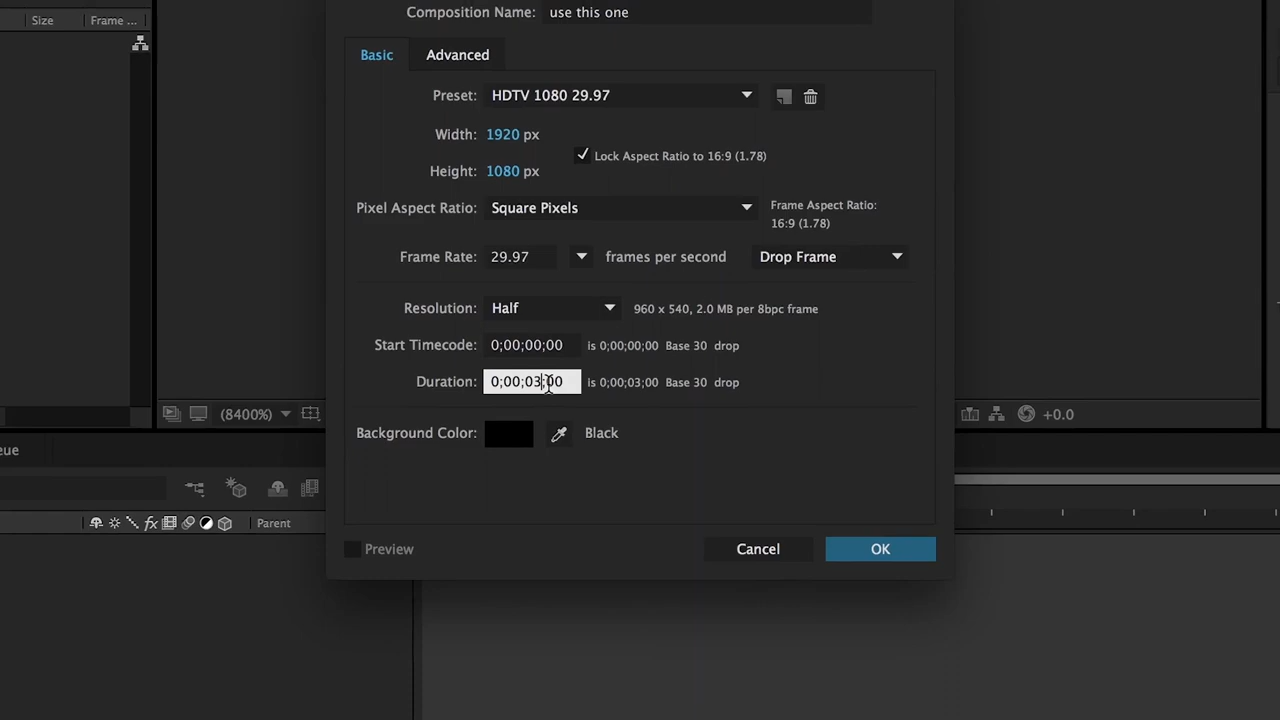 Composition Name: use this one
Size Frame ...
Basic Advanced
Preset: HDTV 1080 29.97
Width: 1920 px
Lock Aspect Ratio to 16:9 (1.78)
Height: 1080 px
Pixel Aspect Ratio: Square Pixels Frame Aspect Ratio:
16:9 (1.78)
Frame Rate: 29.97 frames per second Drop Frame
Resolution: Half 960 x 540, 2.0 MB per 8bpc frame
Start Timecode: 0;00;00;00 is 0;00;00;00 Base 30 drop
Duration: 0;00;03;00 is 0;00;03;00 Base 30 drop
(8400%) +0.0
Background Color: Black
eue
fx Parent
Preview Cancel OK